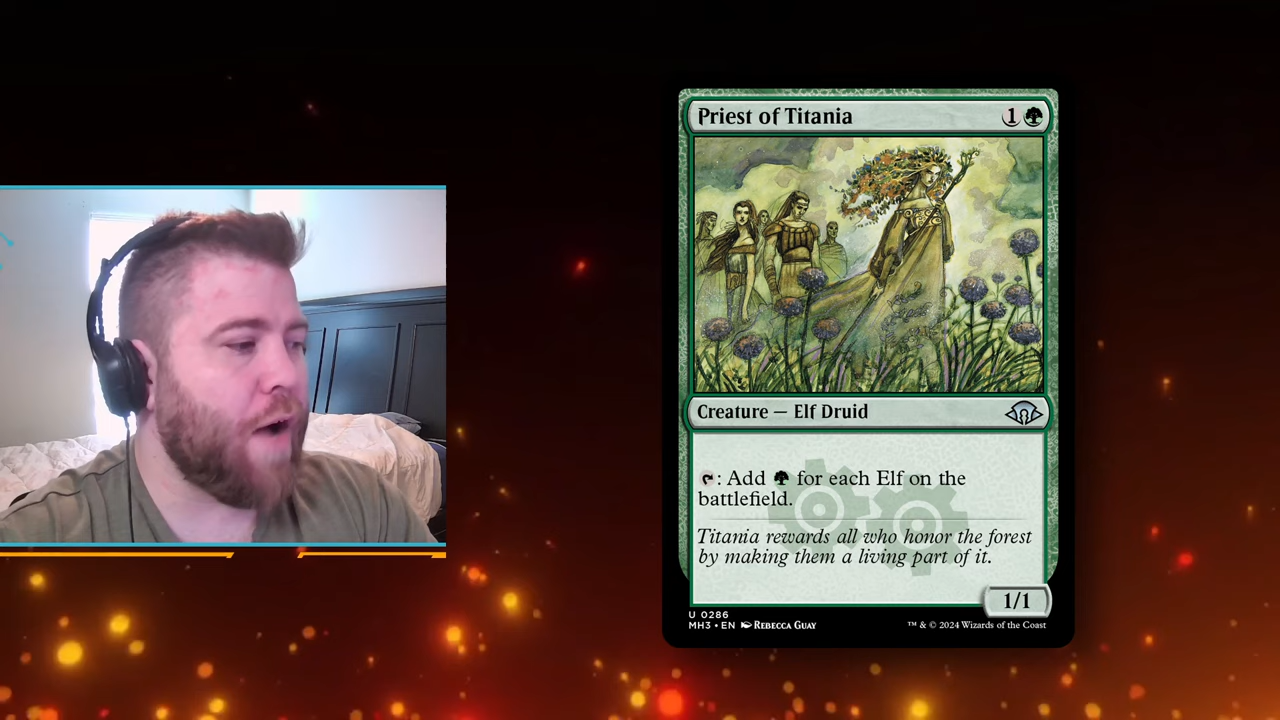 Priest of Titania 1
Creature — Elf Druid
: Add for each Elf on the
battlefield.
Titania rewards all who honor the forest
by making them a living part of it.
1/1
U 0286
MH3 • EN Rebecca Guay
™ & © 2024 Wizards of the Coast